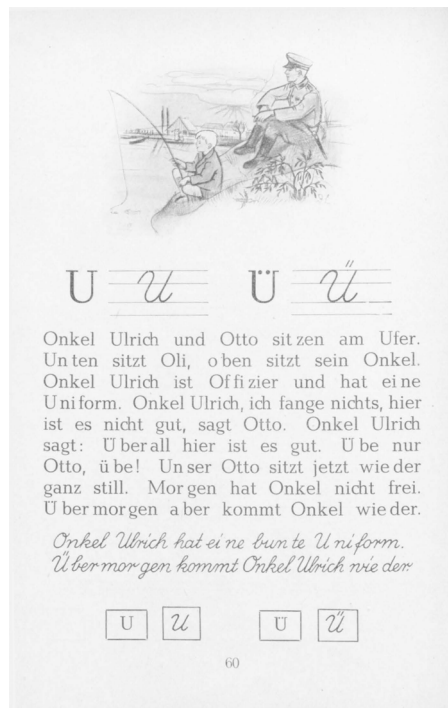 U U Ü Ü
Onkel Ulrich und Otto sit zen am Ufer.
Un ten sitzt Oli, o ben sitzt sein Onkel.
Onkel Ulrich ist Of fi zier und hat ei ne
U ni form. Onkel Ulrich, ich fange nichts, hier
ist es nicht gut, sagt Otto. Onkel Ulrich
sagt: Ü ber all hier ist es gut. Ü be nur
Otto, ü be! Un ser Otto sitzt jetzt wie der
ganz still. Mor gen hat Onkel nicht frei.
Ü ber mor gen a ber kommt Onkel wie der.
Onkel Ulrich hat ei ne bun te U ni form.
Ü ber mor gen kommt Onkel Ulrich wie der.
U U Ü Ü
60